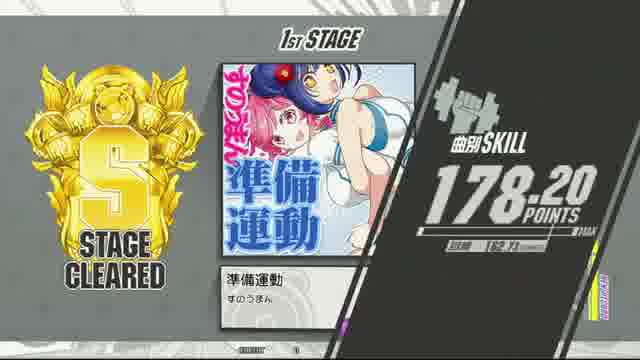 1ST STAGE
S
STAGE
CLEARED
すのうまん
準備
運動
準備運動
すのうまん
曲別SKILL
178.20
POINTS
MAX